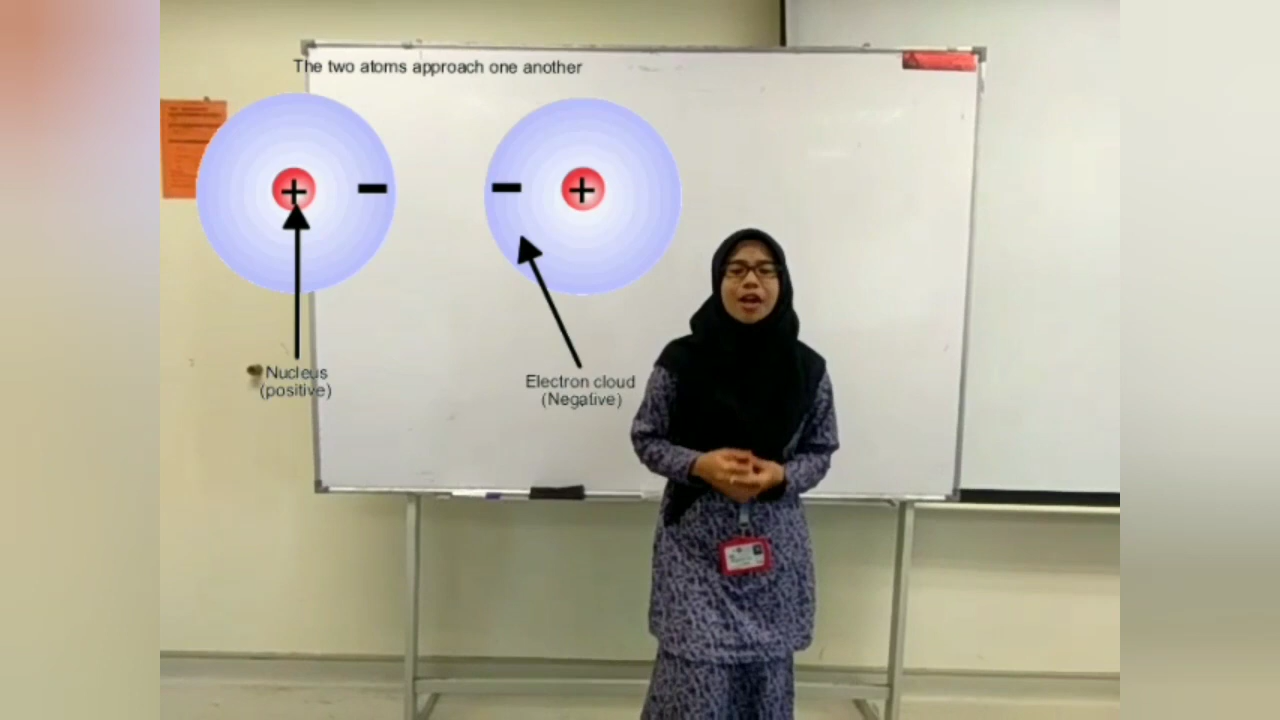 The two atoms approach one another
+
-
-
+
Nucleus
(positive)
Electron cloud
(Negative)